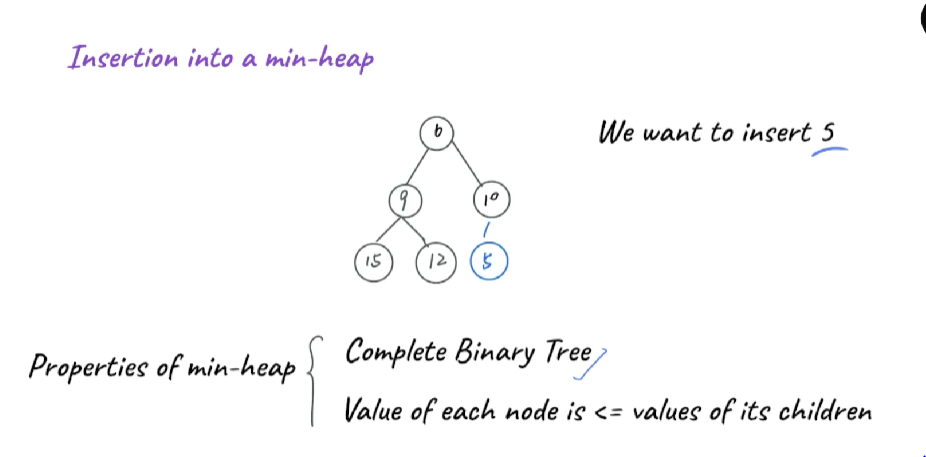 Insertion into a min-heap
We want to insert 5
6
9
10
15
12
5
Properties of min-heap
Complete Binary Tree
Value of each node is <= values of its children